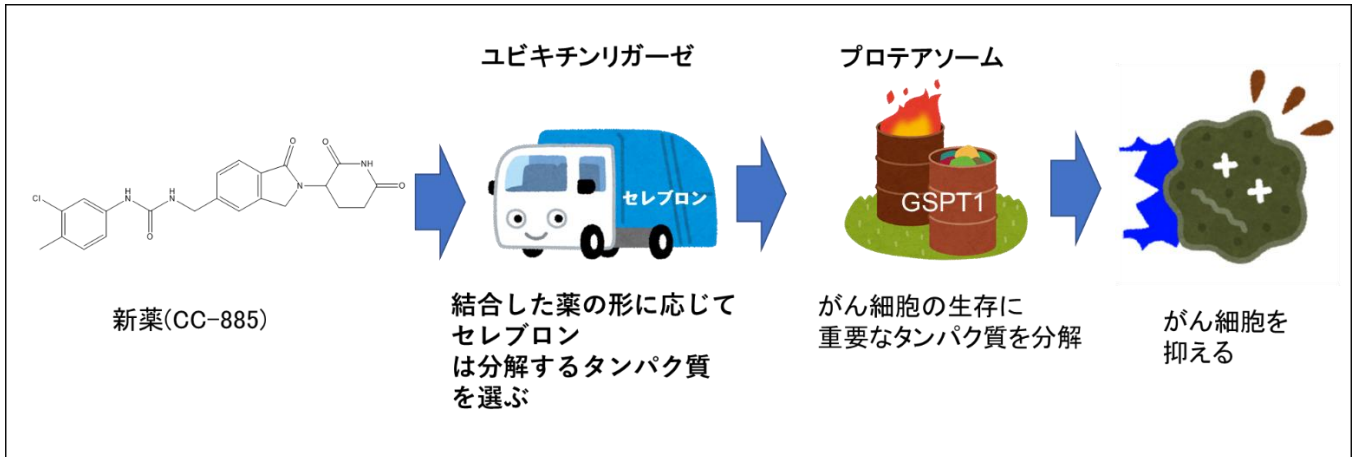 ユビキチンリガーゼ
プロテアソーム
Cl
H
N
O
H
N
O
N
O
NH
O
セレブロン
GSPT1
新薬(CC-885)
結合した薬の形に応じて
セレブロン
は分解するタンパク質
を選ぶ
がん細胞の生存に
重要なタンパク質を分解
がん細胞を
抑える